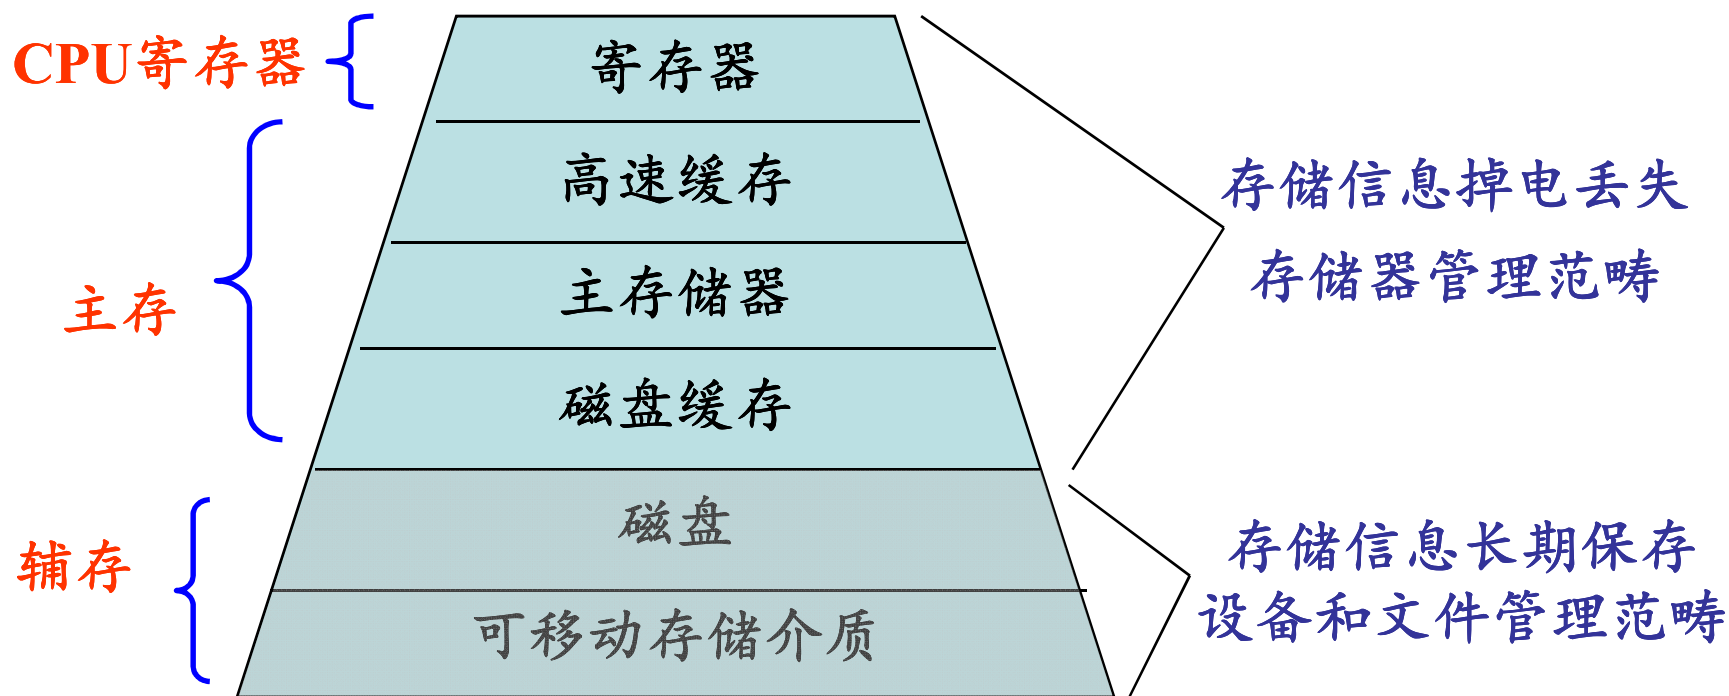 CPU寄存器
寄存器
高速缓存
主存储器
磁盘缓存
磁盘
可移动存储介质
主存
辅存
存储信息掉电丢失
存储器管理范畴
存储信息长期保存
设备和文件管理范畴